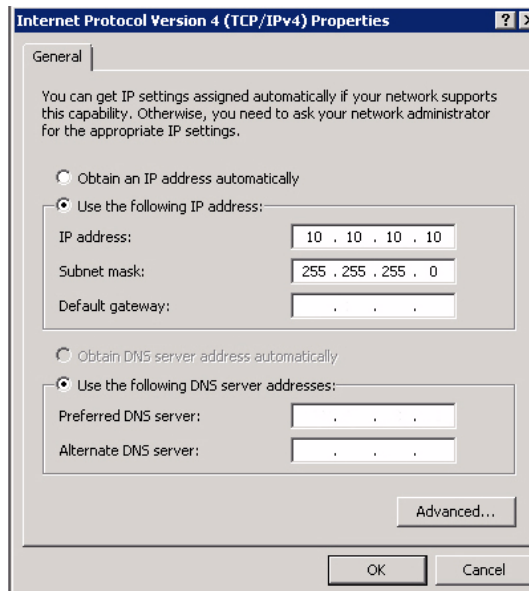 Internet Protocol Version 4 (TCP/IPv4) Properties
General
You can get IP settings assigned automatically if your network supports
this capability. Otherwise, you need to ask your network administrator
for the appropriate IP settings.
Obtain an IP address automatically
Use the following IP address:
IP address: 10 . 10 . 10 . 10
Subnet mask: 255 . 255 . 255 . 0
Default gateway: . . .
Obtain DNS server address automatically
Use the following DNS server addresses:
Preferred DNS server: . . .
Alternate DNS server: . . .
Advanced...
OK Cancel